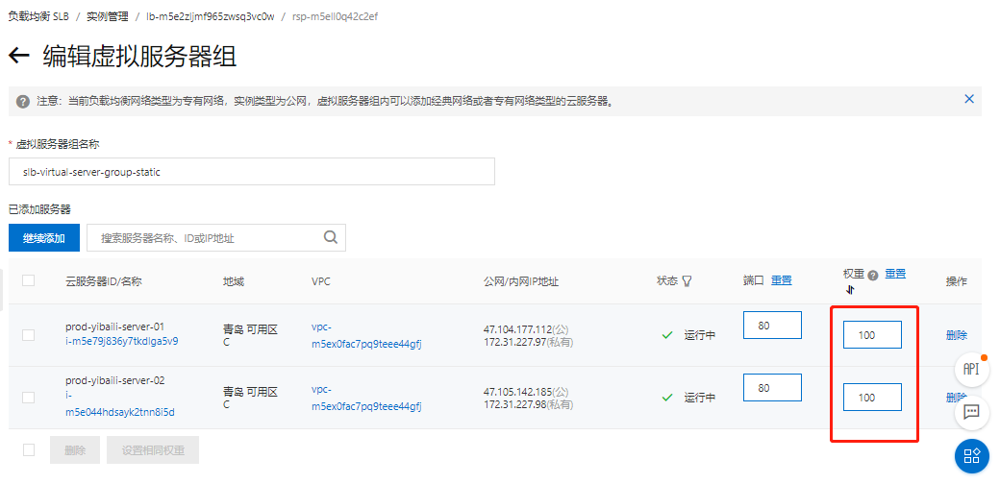 负载均衡 SLB / 实例管理 / lb-m5e2zljmf965zwsq3vc0w / rsp-m5ell0q42c2ef
← 编辑虚拟服务器组
注意：当前负载均衡网络类型为专有网络，实例类型为公网，虚拟服务器组内可以添加经典网络或者专有网络类型的云服务器。
* 虚拟服务器组名称
slb-virtual-server-group-static
已添加服务器
继续添加 搜索服务器名称、ID或IP地址
云服务器ID/名称 地域 VPC 公网/内网IP地址 状态 端口 重置 权重 重置 操作
prod-yibaili-server-01
i-m5e79j836y7tkdlga5v9
青岛 可用区
C
vpc-
m5ex0fac7pq9teee44gfj
47.104.177.112(公)
172.31.227.97(私有)
运行中
80
100
删除
prod-yibaili-server-02
i-
m5e044hdsayk2tnn8i5d
青岛 可用区
C
vpc-
m5ex0fac7pq9teee44gfj
47.105.142.185(公)
172.31.227.98(私有)
运行中
80
100
删除
API
删除 设置相同权重